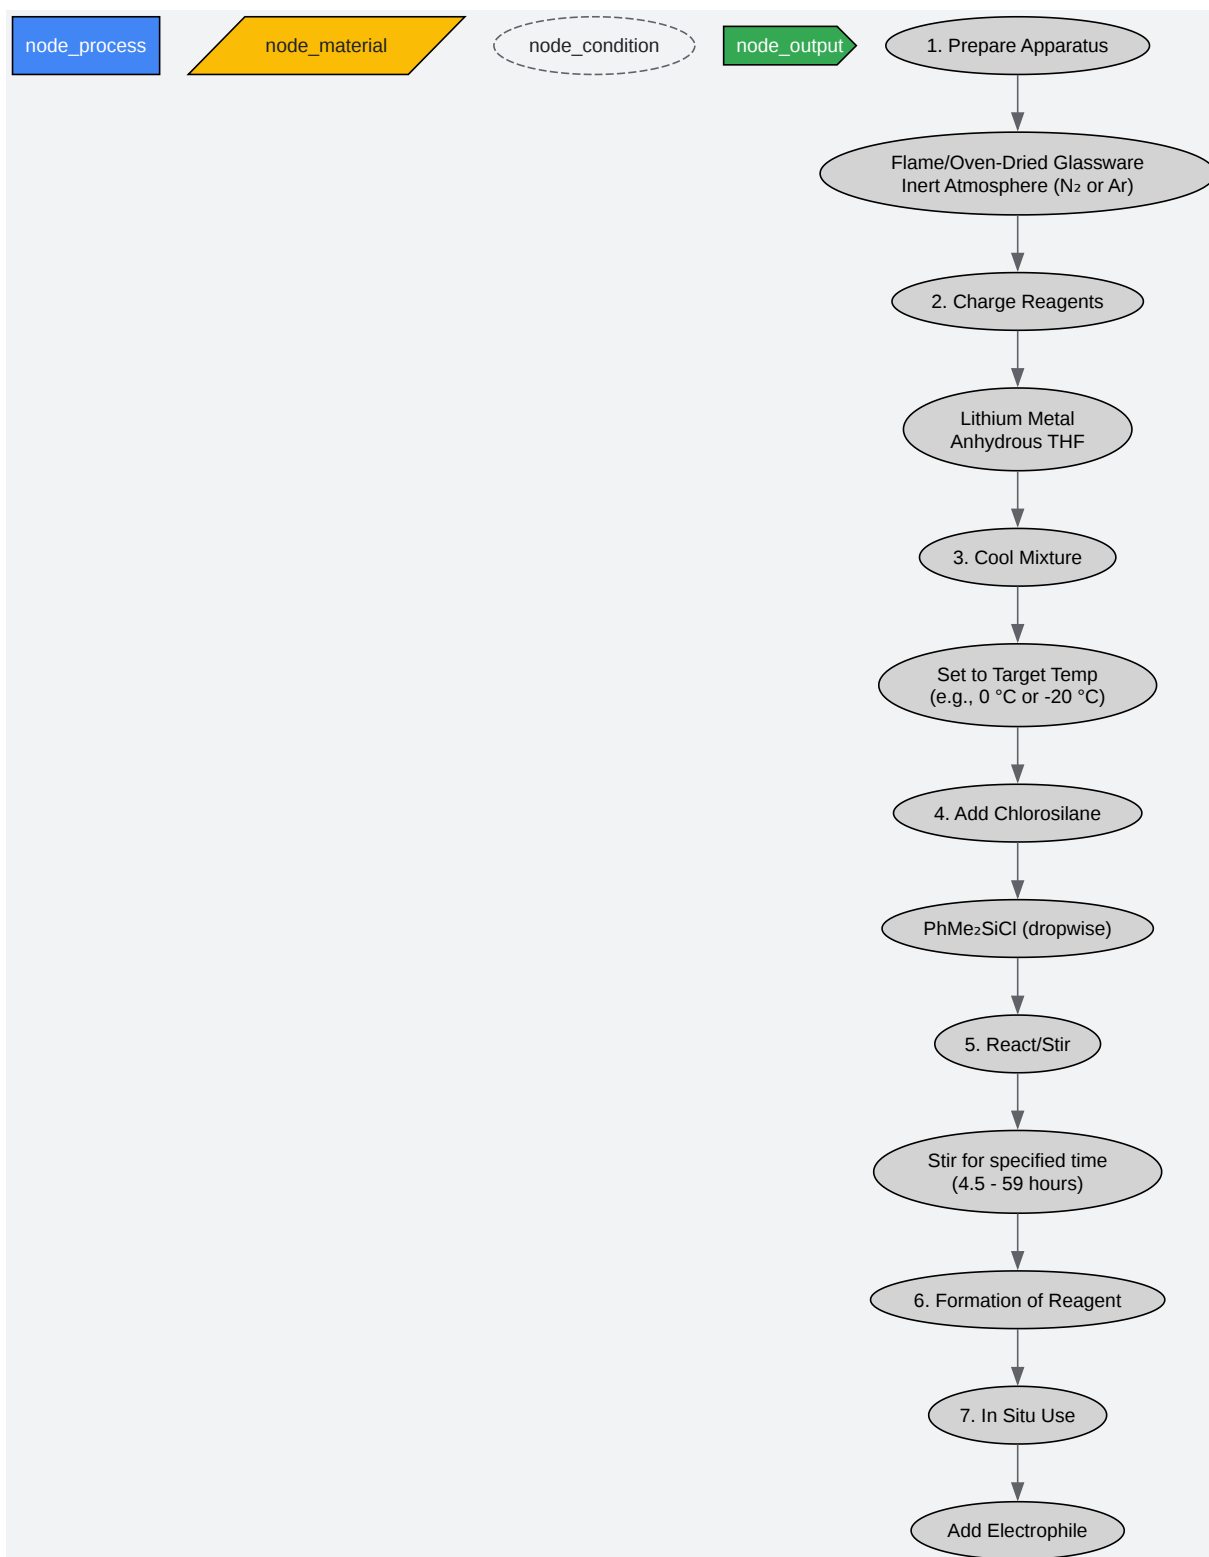 node_process
node_material
node_condition
node_output
1. Prepare Apparatus
Flame/Oven-Dried Glassware
Inert Atmosphere (N₂ or Ar)
2. Charge Reagents
Lithium Metal
Anhydrous THF
3. Cool Mixture
Set to Target Temp
(e.g., 0 °C or -20 °C)
4. Add Chlorosilane
PhMe₂SiCl (dropwise)
5. React/Stir
Stir for specified time
(4.5 - 59 hours)
6. Formation of Reagent
7. In Situ Use
Add Electrophile